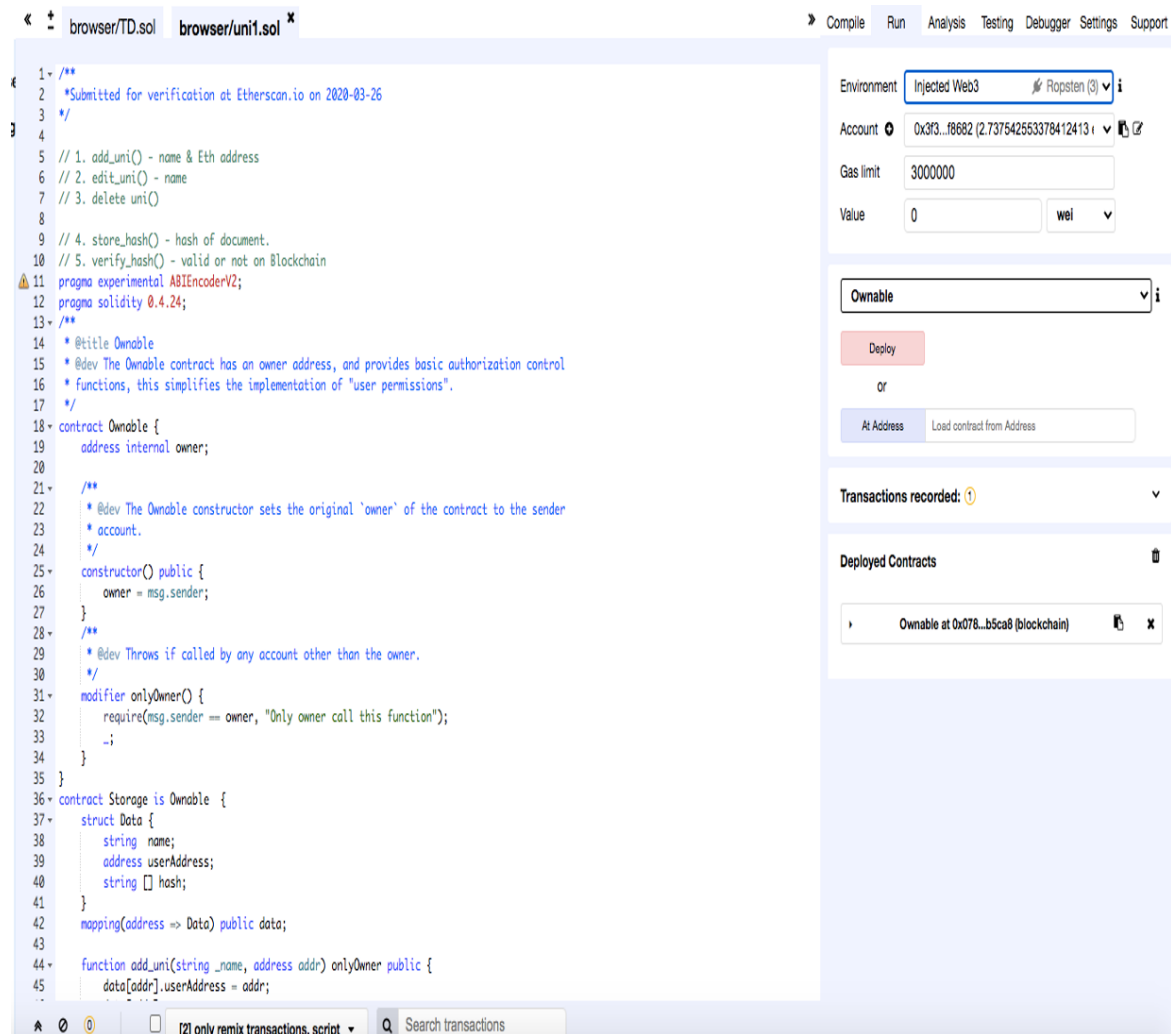 browser/TD.sol browser/uni1.sol
Compile Run Analysis Testing Debugger Settings Support
1 /**
2 *Submitted for verification at Etherscan.io on 2020-03-26
3 */
4
5 // 1. add_uni() - name & Eth address
6 // 2. edit_uni() - name
7 // 3. delete uni()
8
9 // 4. store_hash() - hash of document.
10 // 5. verify_hash() - valid or not on Blockchain
11 pragma experimental ABIEncoderV2;
12 pragma solidity 0.4.24;
13 /**
14 * @title Ownable
15 * @dev The Ownable contract has an owner address, and provides basic authorization control
16 * functions, this simplifies the implementation of "user permissions".
17 */
18 contract Ownable {
19 address internal owner;
20
21 /**
22 * @dev The Ownable constructor sets the original `owner` of the contract to the sender
23 * account.
24 */
25 constructor() public {
26 owner = msg.sender;
27 }
28 /**
29 * @dev Throws if called by any account other than the owner.
30 */
31 modifier onlyOwner() {
32 require(msg.sender == owner, "Only owner call this function");
33 _;
34 }
35 }
36 contract Storage is Ownable {
37 struct Data {
38 string name;
39 address userAddress;
40 string [] hash;
41 }
42 mapping(address => Data) public data;
43
44 function add_uni(string _name, address addr) onlyOwner public {
45 data[addr].userAddress = addr;
0 [2] only remix transactions, script Search transactions
Environment Injected Web3 Ropsten (3) i
Account 0x3f3...f8682 (2.737542553378412413
Gas limit 3000000
Value 0 wei
Ownable i
Deploy
or
At Address Load contract from Address
Transactions recorded: 1
Deployed Contracts
Ownable at 0x078...b5ca8 (blockchain)